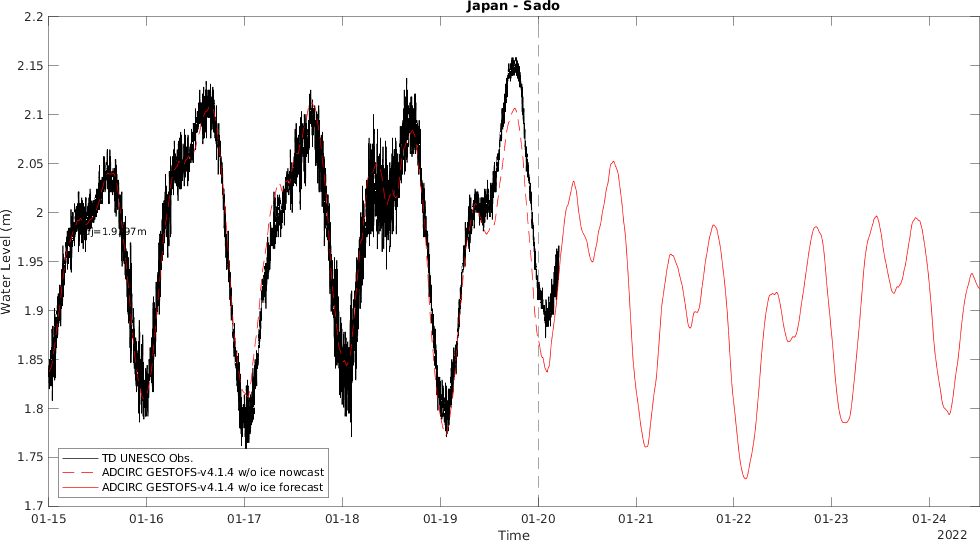 Japan - Sado
2.2
2.15
2.1
2.05
2
1.95
1.9
1.85
1.8
1.75
1.7
Water Level (m)
TD UNESCO Obs.
ADCIRC GESTOFS-v4.1.4 w/o ice nowcast
ADCIRC GESTOFS-v4.1.4 w/o ice forecast
01-15 01-16 01-17 01-18 01-19 01-20 01-21 01-22 01-23 01-24
Time
2022